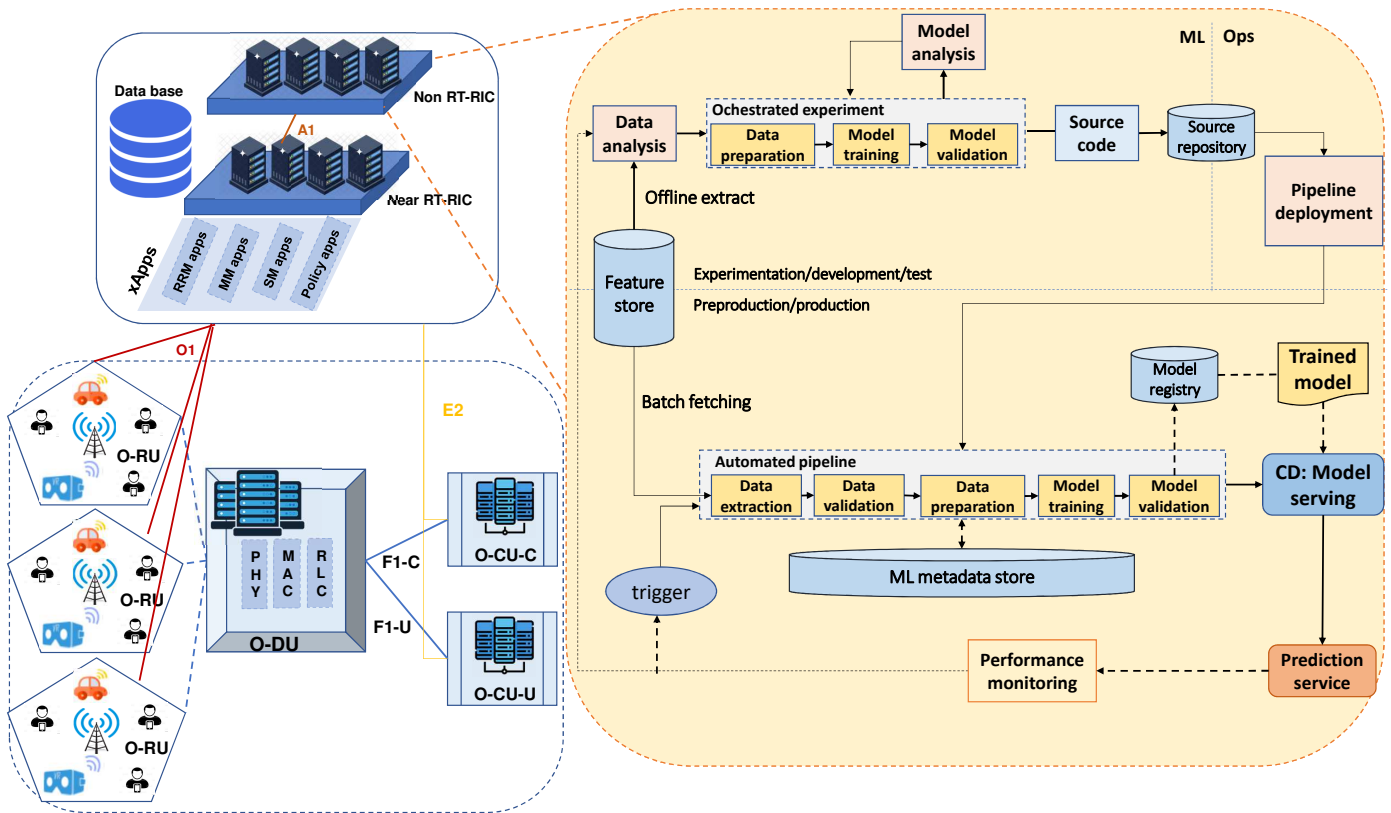 Data base
Non RT-RIC
A1
Near RT-RIC
xApps
RRM apps
MM apps
SM apps
Policy apps
O1
E2
O-RU
O-RU
O-RU
P
H
Y
M
A
C
R
L
C
O-DU
F1-C
F1-U
O-CU-C
O-CU-U
ML
Ops
Model
analysis
Data
analysis
Ochestrated experiment
Data
preparation
Model
training
Model
validation
Source
code
Source
repository
Pipeline
deployment
Offline extract
Feature
store
Experimentation/development/test
Preproduction/production
Batch fetching
Model
registry
Trained
model
Automated pipeline
Data
extraction
Data
validation
Data
preparation
Model
training
Model
validation
CD: Model
serving
ML metadata store
trigger
Performance
monitoring
Prediction
service